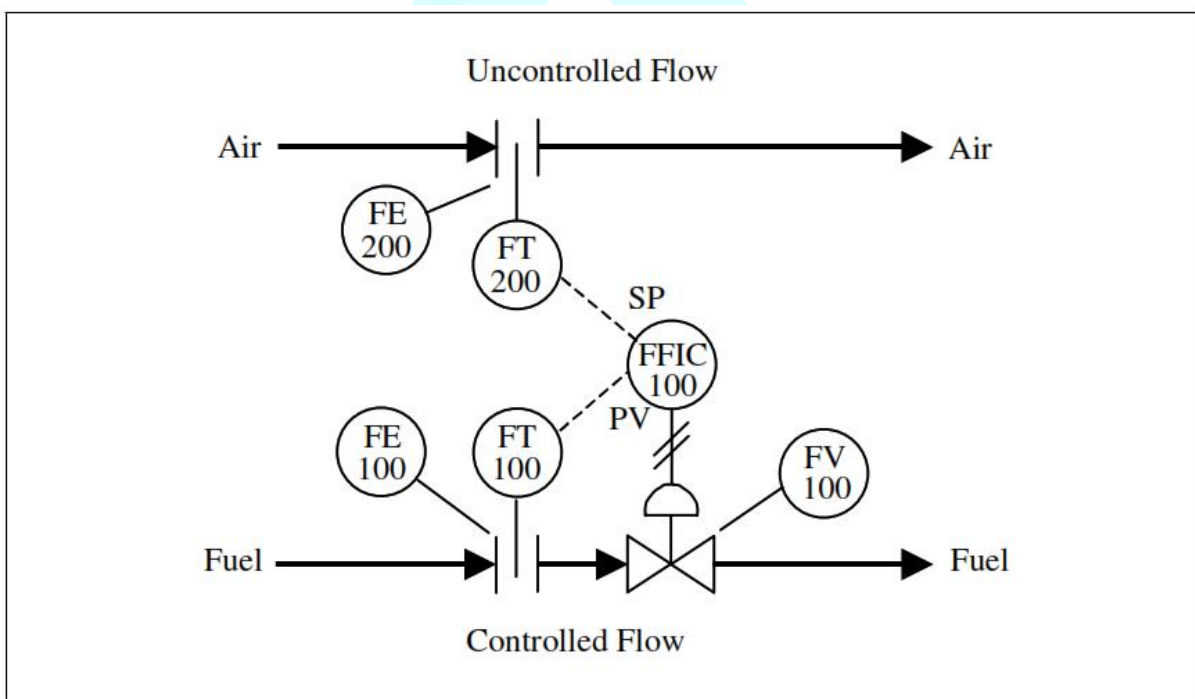 Uncontrolled Flow
Air
Air
FE
200
FT
200
SP
FFIC
100
PV
FE
100
FT
100
FV
100
Fuel
Fuel
Controlled Flow